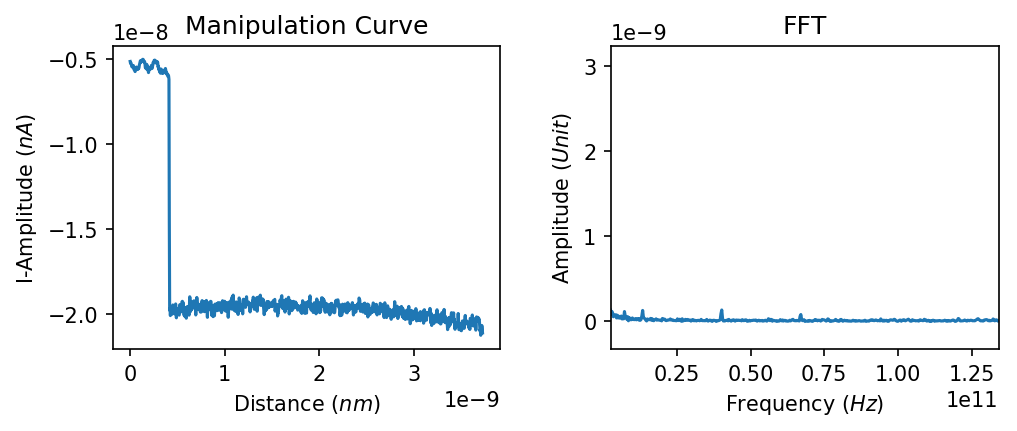 Manipulation Curve
1e−8
−0.5
−1.0
−1.5
−2.0
I-Amplitude (nA)
0 1 2 3
Distance (nm)
1e−9
FFT
1e−9
3
2
1
0
Amplitude (Unit)
0.25 0.50 0.75 1.00 1.25
Frequency (Hz)
1e11